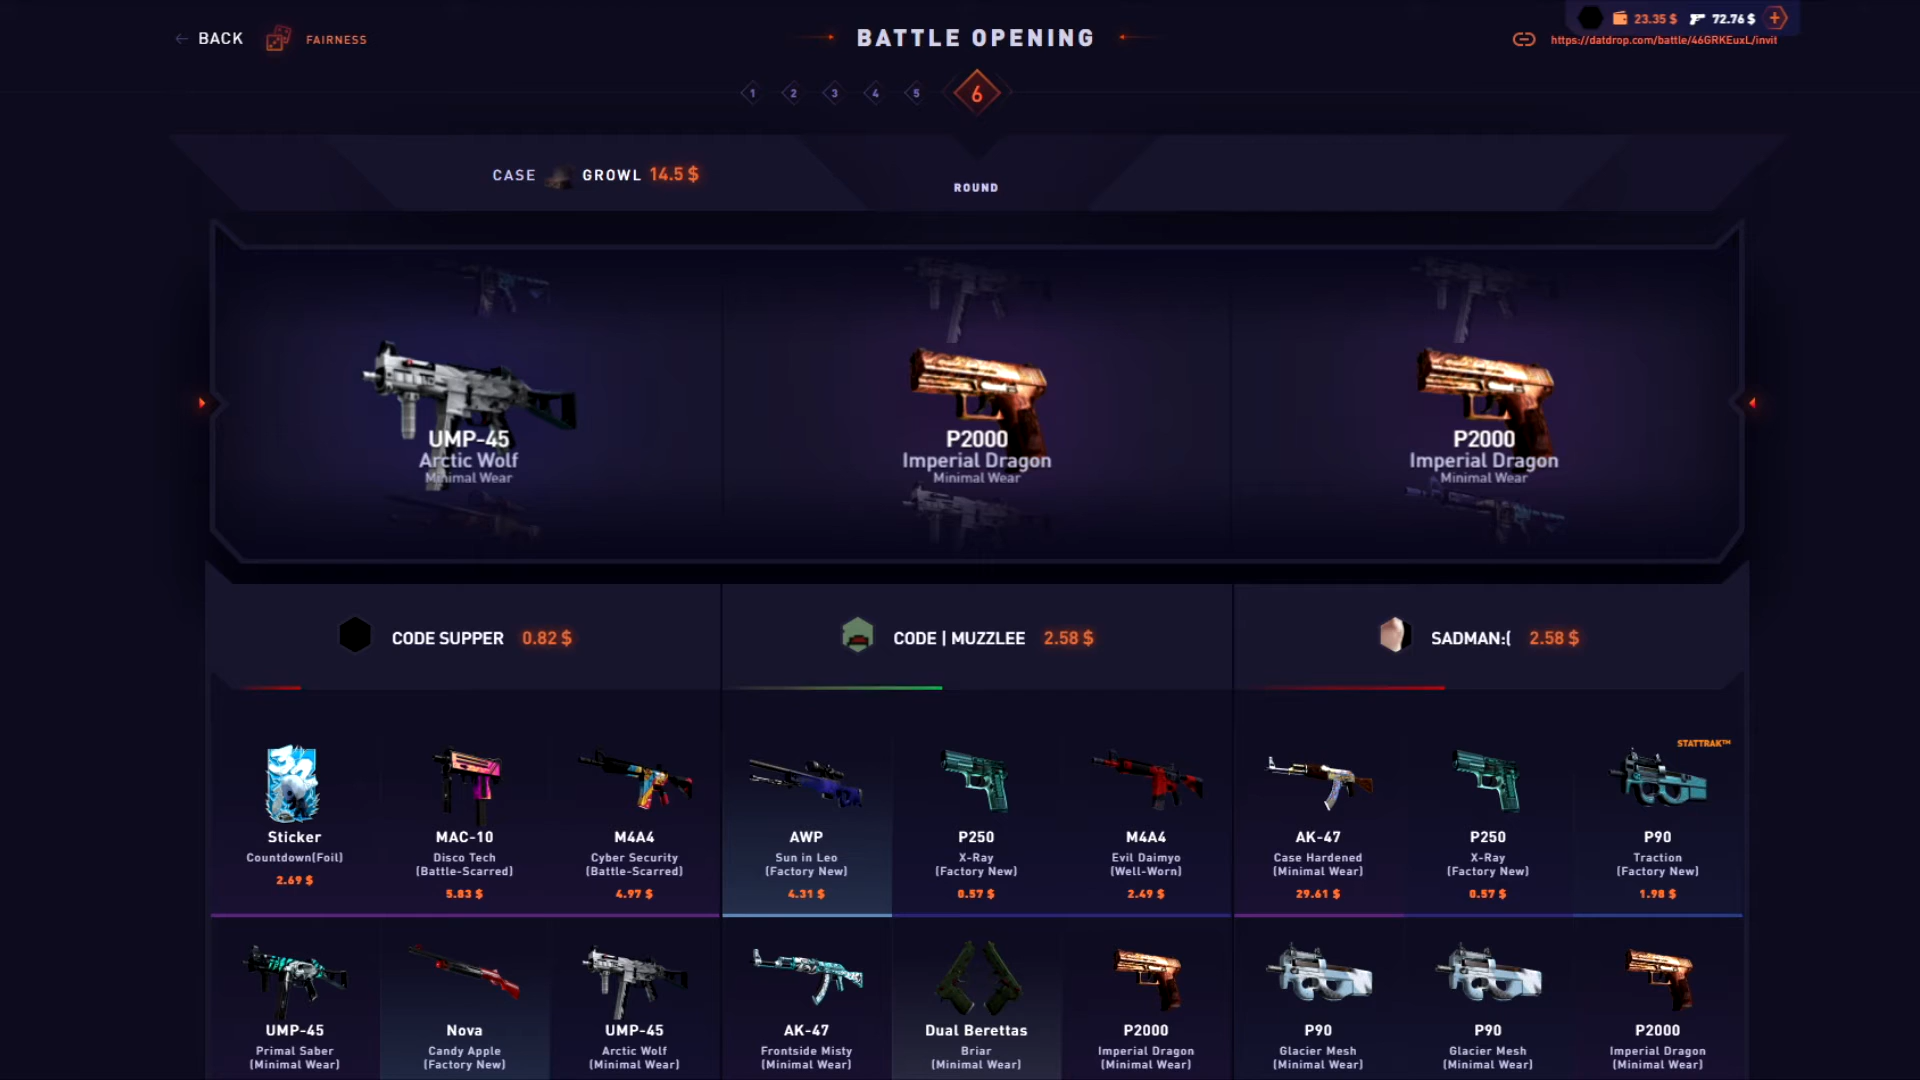 BACK
FAIRNESS
BATTLE OPENING
23.35 $
72.76 $
https://datdrop.com/battle/46GRKEuxL/invit
1
2
3
4
5
6
CASE GROWL 14.5 $
ROUND
UMP-45
Arctic Wolf
Minimal Wear
P2000
Imperial Dragon
Minimal Wear
P2000
Imperial Dragon
Minimal Wear
CODE SUPPER 0.82 $
CODE | MUZZLEE 2.58 $
SADMAN:( 2.58 $
32
Sticker
Countdown(Foil)
2.69 $
MAC-10
Disco Tech
(Battle-Scarred)
5.83 $
M4A4
Cyber Security
(Battle-Scarred)
4.97 $
AWP
Sun in Leo
(Factory New)
4.31 $
P250
X-Ray
(Factory New)
0.57 $
M4A4
Evil Daimyo
(Well-Worn)
2.49 $
AK-47
Case Hardened
(Minimal Wear)
29.61 $
P250
X-Ray
(Factory New)
0.57 $
STATTRAK™
P90
Traction
(Factory New)
1.98 $
UMP-45
Primal Saber
(Minimal Wear)
Nova
Candy Apple
(Factory New)
UMP-45
Arctic Wolf
(Minimal Wear)
AK-47
Frontside Misty
(Minimal Wear)
Dual Berettas
Briar
(Minimal Wear)
P2000
Imperial Dragon
(Minimal Wear)
P90
Glacier Mesh
(Minimal Wear)
P90
Glacier Mesh
(Minimal Wear)
P2000
Imperial Dragon
(Minimal Wear)